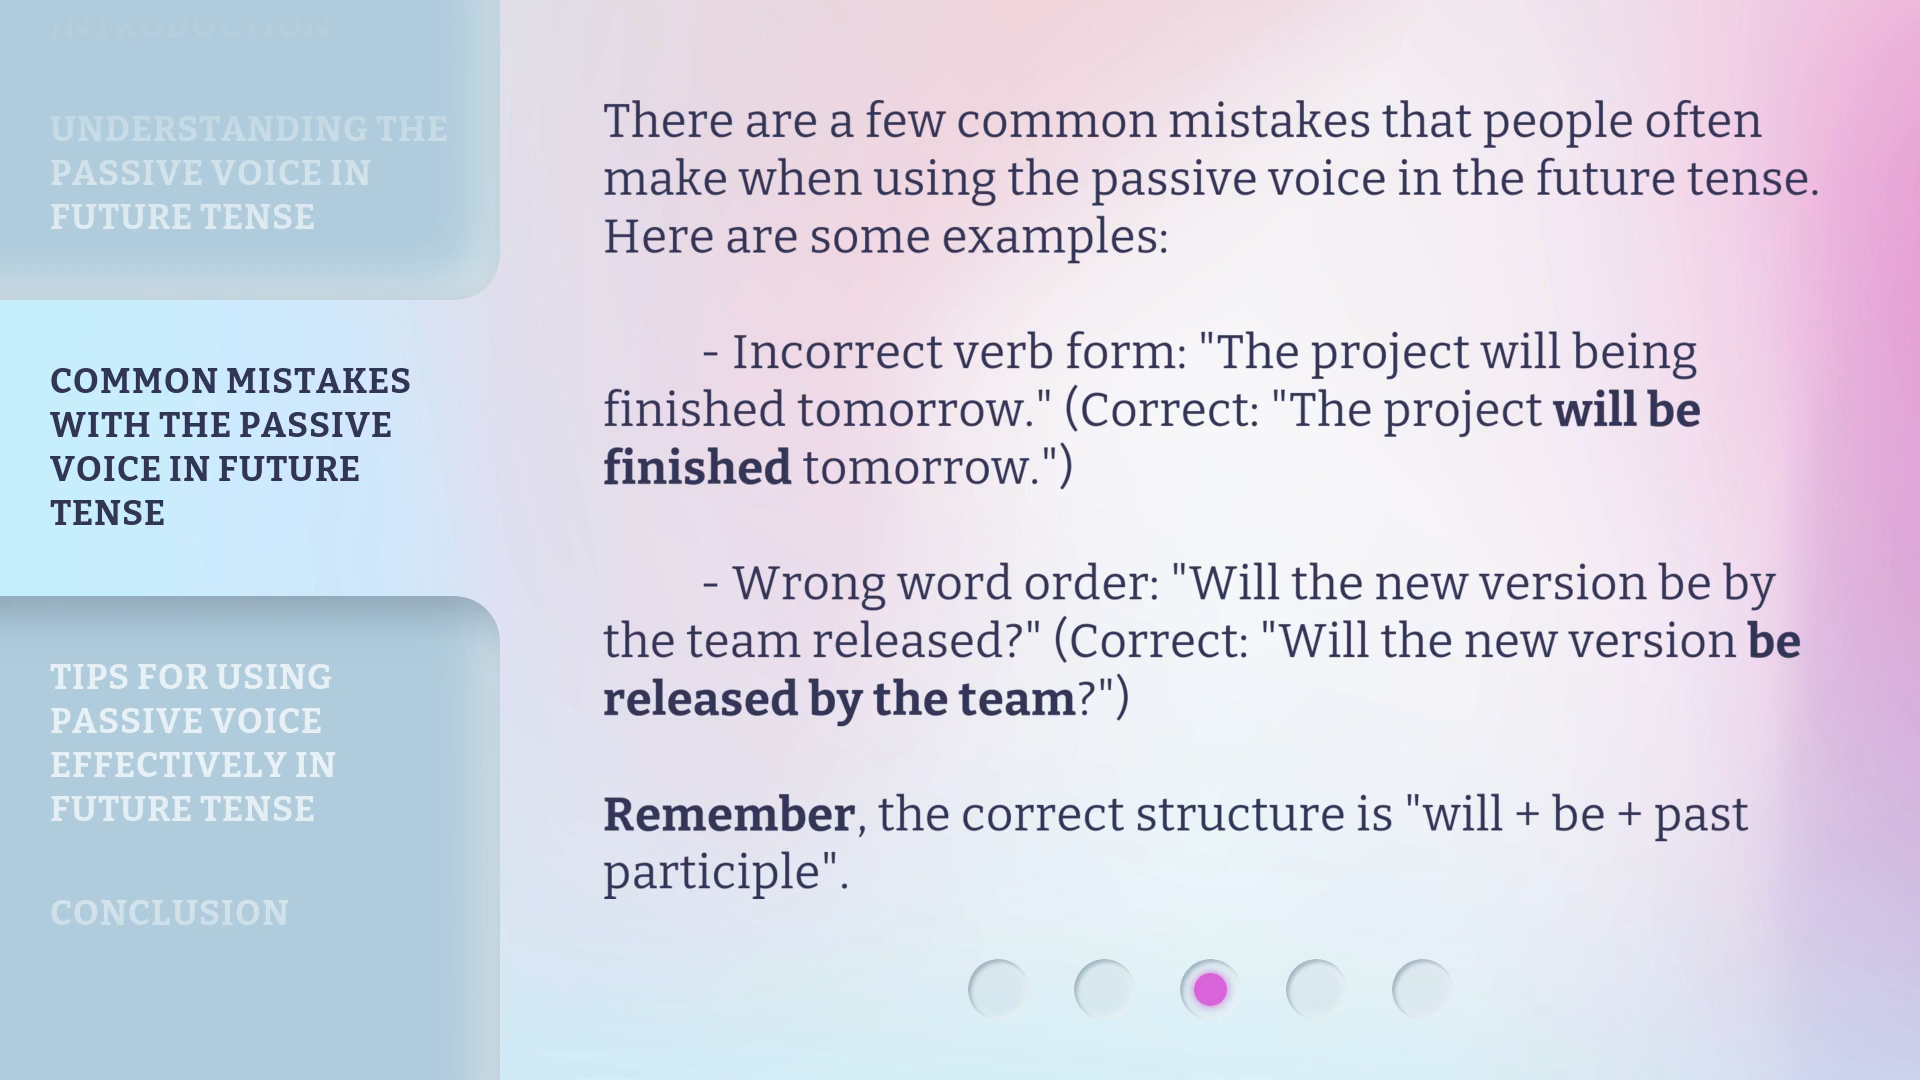 INTRODUCTION
UNDERSTANDING THE
PASSIVE VOICE IN
FUTURE TENSE
COMMON MISTAKES
WITH THE PASSIVE
VOICE IN FUTURE
TENSE
TIPS FOR USING
PASSIVE VOICE
EFFECTIVELY IN
FUTURE TENSE
CONCLUSION
There are a few common mistakes that people often
make when using the passive voice in the future tense.
Here are some examples:
- Incorrect verb form: "The project will being
finished tomorrow." (Correct: "The project will be
finished tomorrow.")
- Wrong word order: "Will the new version be by
the team released?" (Correct: "Will the new version be
released by the team?")
Remember, the correct structure is "will + be + past
participle".